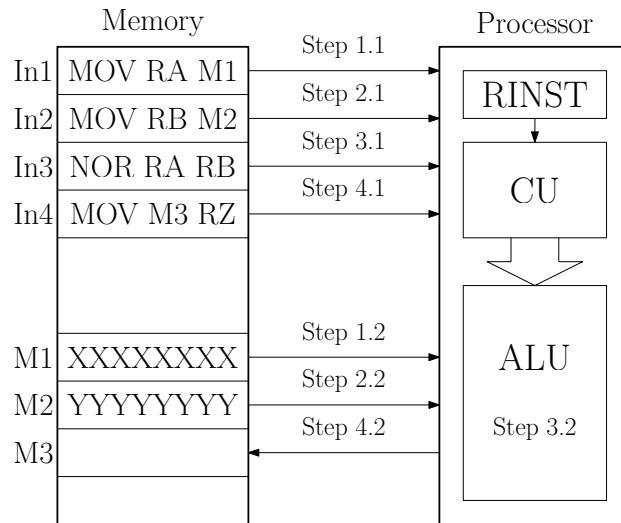 Memory
Processor
In1 MOV RA M1 Step 1.1 RINST
In2 MOV RB M2 Step 2.1
In3 NOR RA RB Step 3.1 CU
In4 MOV M3 RZ Step 4.1
M1 XXXXXXXX Step 1.2 ALU
M2 YYYYYYYY Step 2.2
M3 Step 4.2 Step 3.2